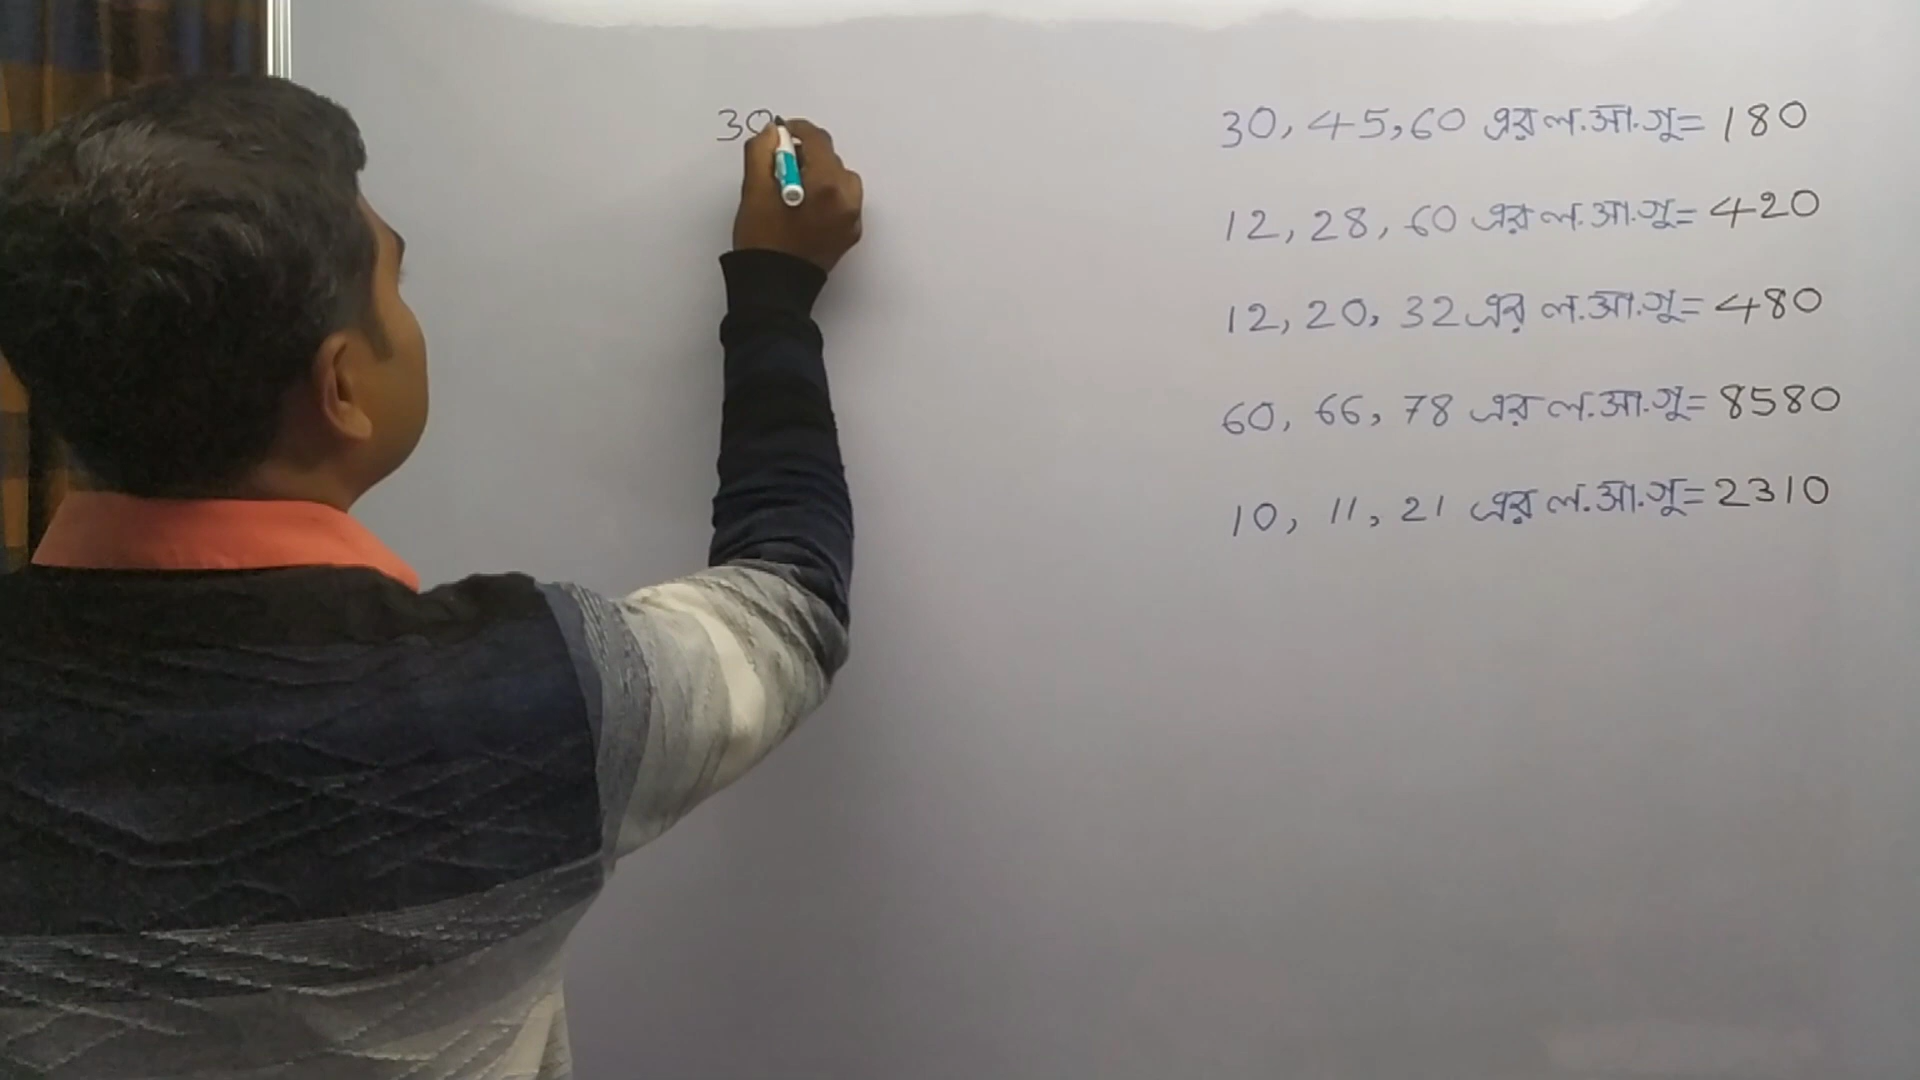 30
30, 45, 60 এর ল.সা.গু = 180
12, 28, 60 এর ল.সা.গু = 420
12, 20, 32 এর ল.সা.গু = 480
60, 66, 78 এর ল.সা.গু = 8580
10, 11, 21 এর ল.সা.গু = 2310